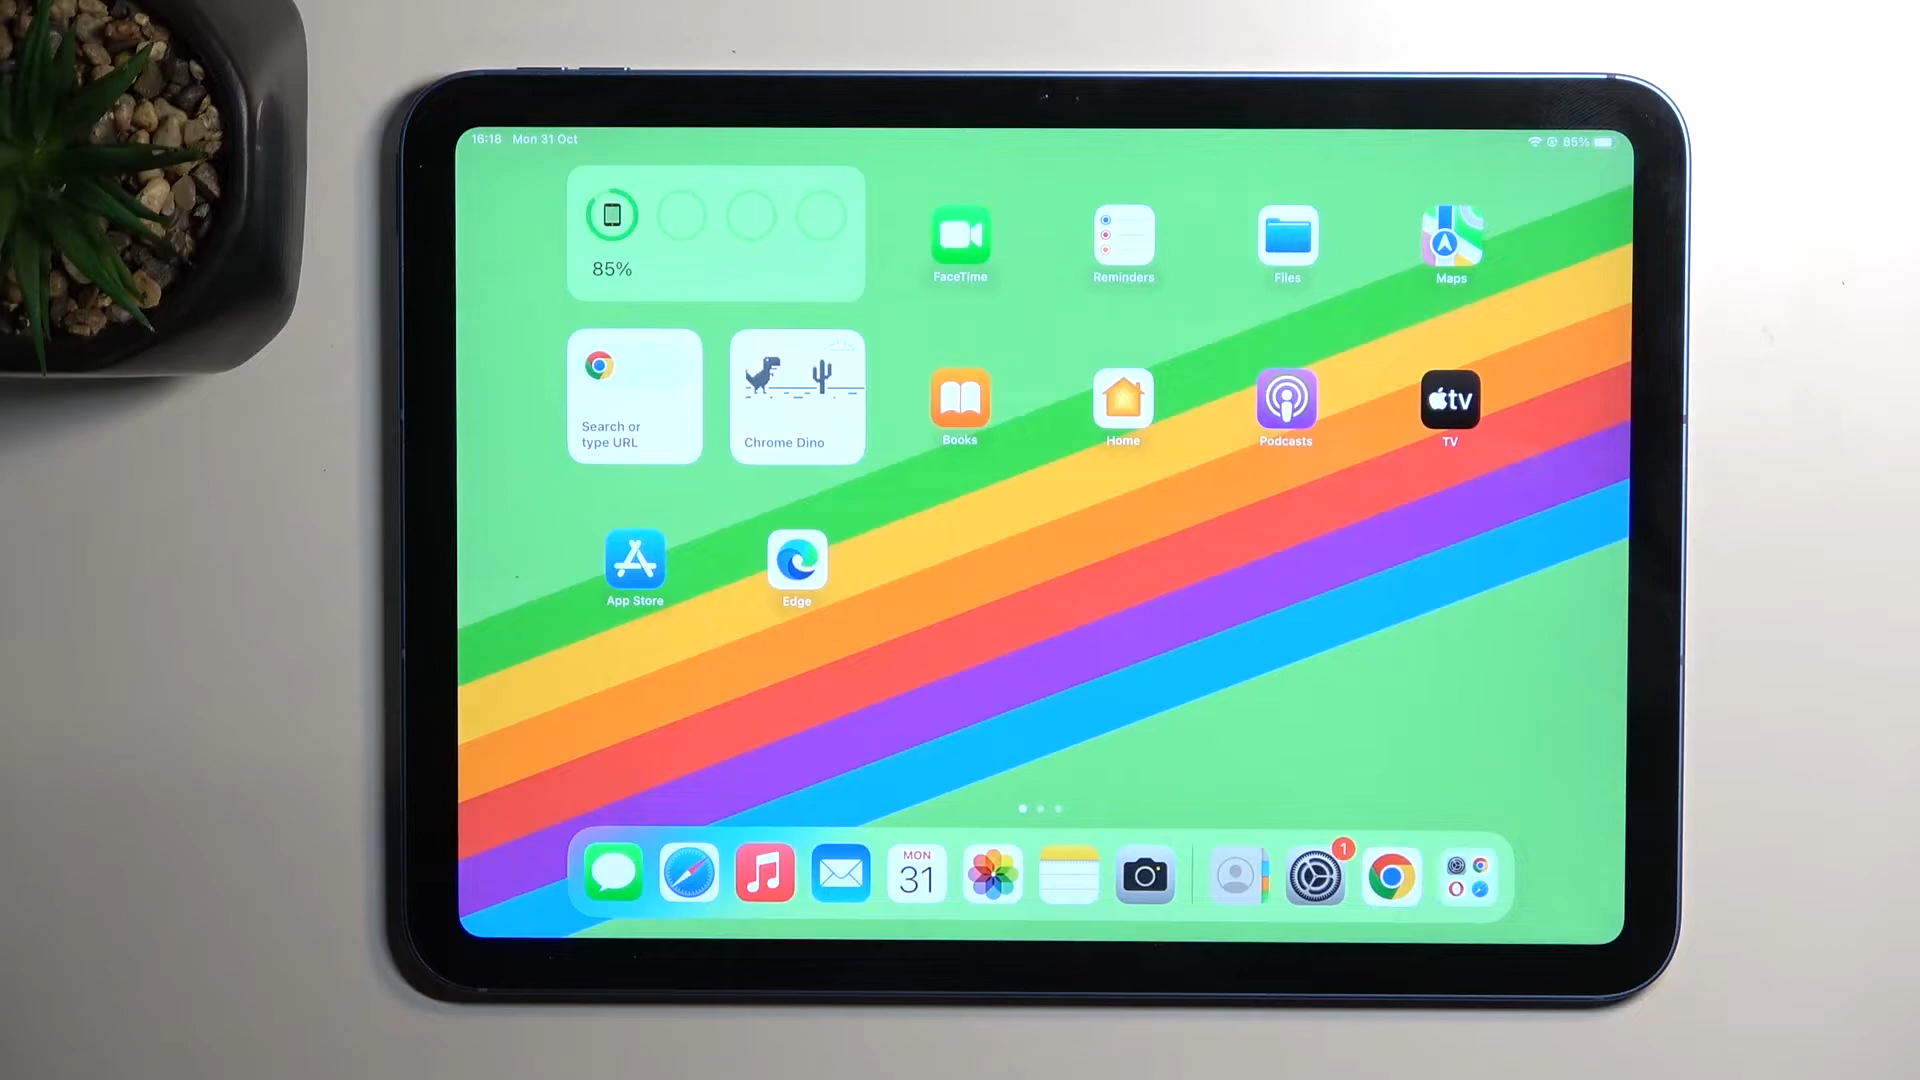 16:18 Mon 31 Oct
85%
85%
FaceTime
Reminders
Files
Maps
Search or
type URL
Chrome Dino
Books
Home
Podcasts
tv
TV
App Store
Edge
MON
31
1